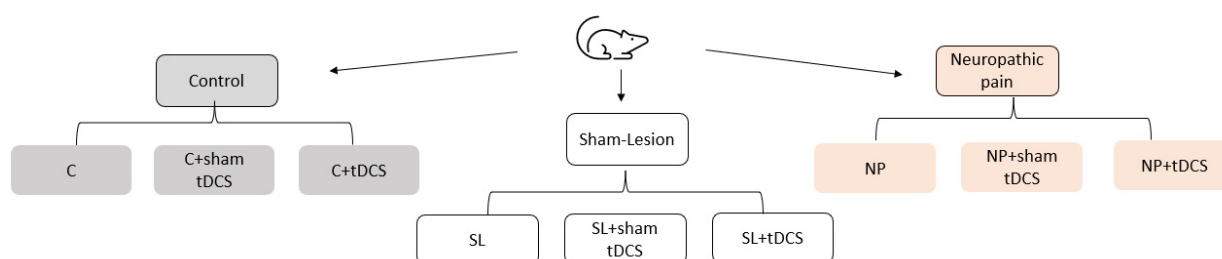 Control
Neuropathic
pain
Sham-Lesion
C
C+sham
tDCS
C+tDCS
NP
NP+sham
tDCS
NP+tDCS
SL
SL+sham
tDCS
SL+tDCS